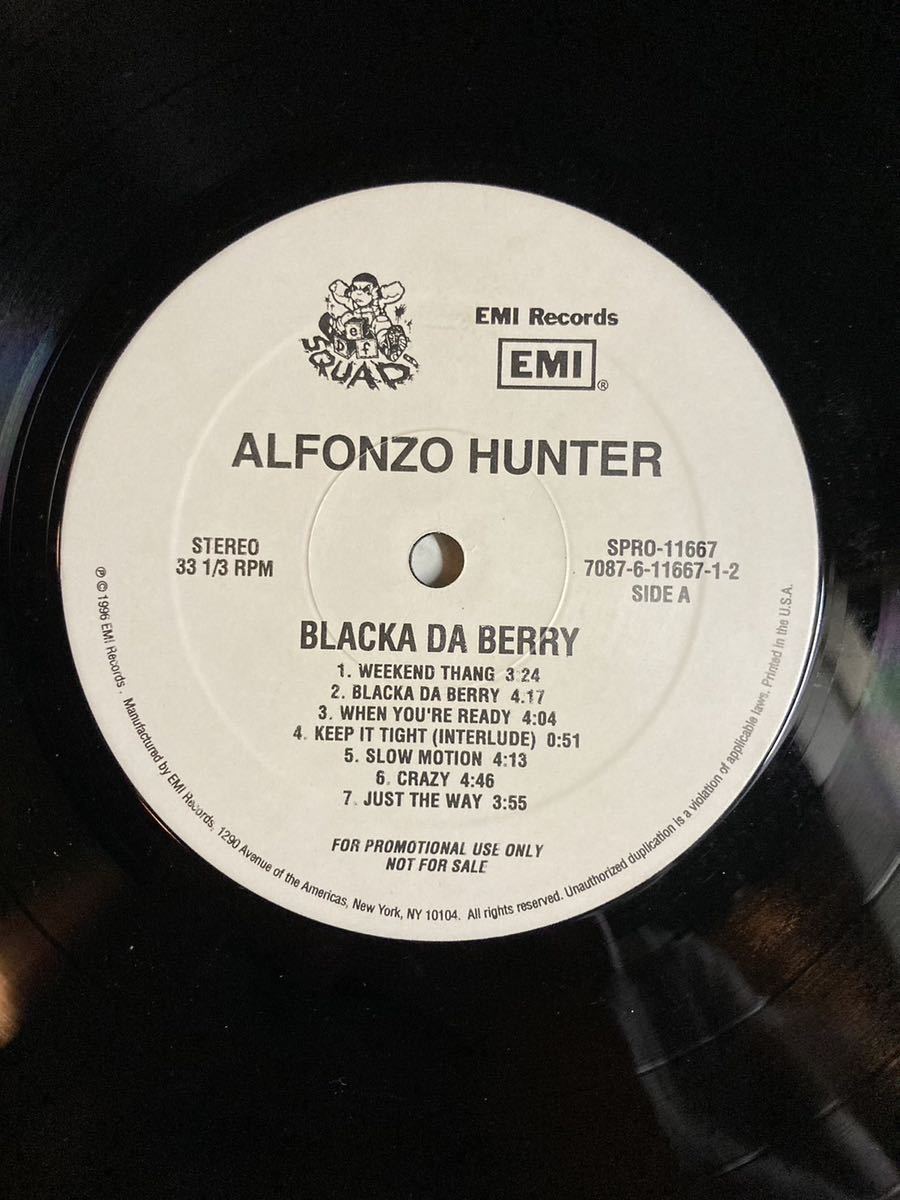 e
D f
SQUAD
EMI Records
EMI®
ALFONZO HUNTER
STEREO
33 1/3 RPM
SPRO-11667
7087-6-11667-1-2
SIDE A
BLACKA DA BERRY
1. WEEKEND THANG 3:24
2. BLACKA DA BERRY 4.17
3. WHEN YOU'RE READY 4:04
4. KEEP IT TIGHT (INTERLUDE) 0:51
5. SLOW MOTION 4:13
6. CRAZY 4:46
7. JUST THE WAY 3:55
FOR PROMOTIONAL USE ONLY
NOT FOR SALE
℗ © 1996 EMI Records. Manufactured by EMI Records, 1290 Avenue of the Americas, New York, NY 10104. All rights reserved. Unauthorized duplication is a violation of applicable laws. Printed in the U.S.A.